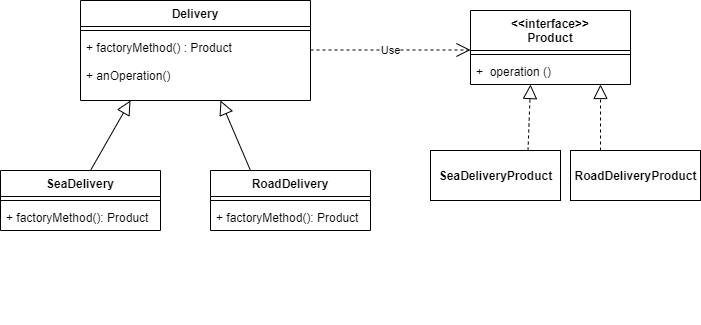 Delivery
+ factoryMethod() : Product
+ anOperation()
Use
<<interface>>
Product
+ operation ()
SeaDelivery
+ factoryMethod(): Product
RoadDelivery
+ factoryMethod(): Product
SeaDeliveryProduct
RoadDeliveryProduct